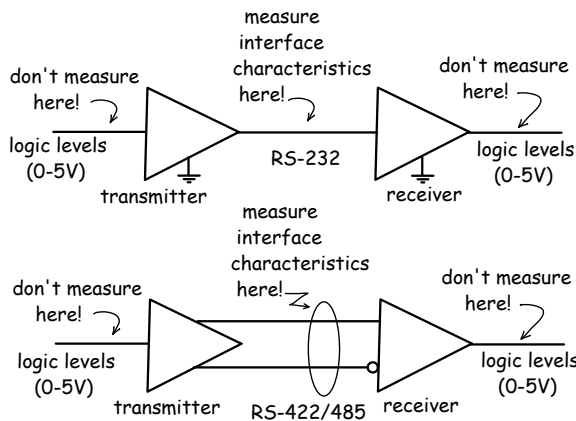 measure
interface
characteristics
here!
don't measure
here!
don't measure
here!
logic levels
(0-5V)
RS-232
logic levels
(0-5V)
transmitter
receiver
measure
interface
characteristics
here!
don't measure
here!
don't measure
here!
logic levels
(0-5V)
logic levels
(0-5V)
transmitter
RS-422/485
receiver